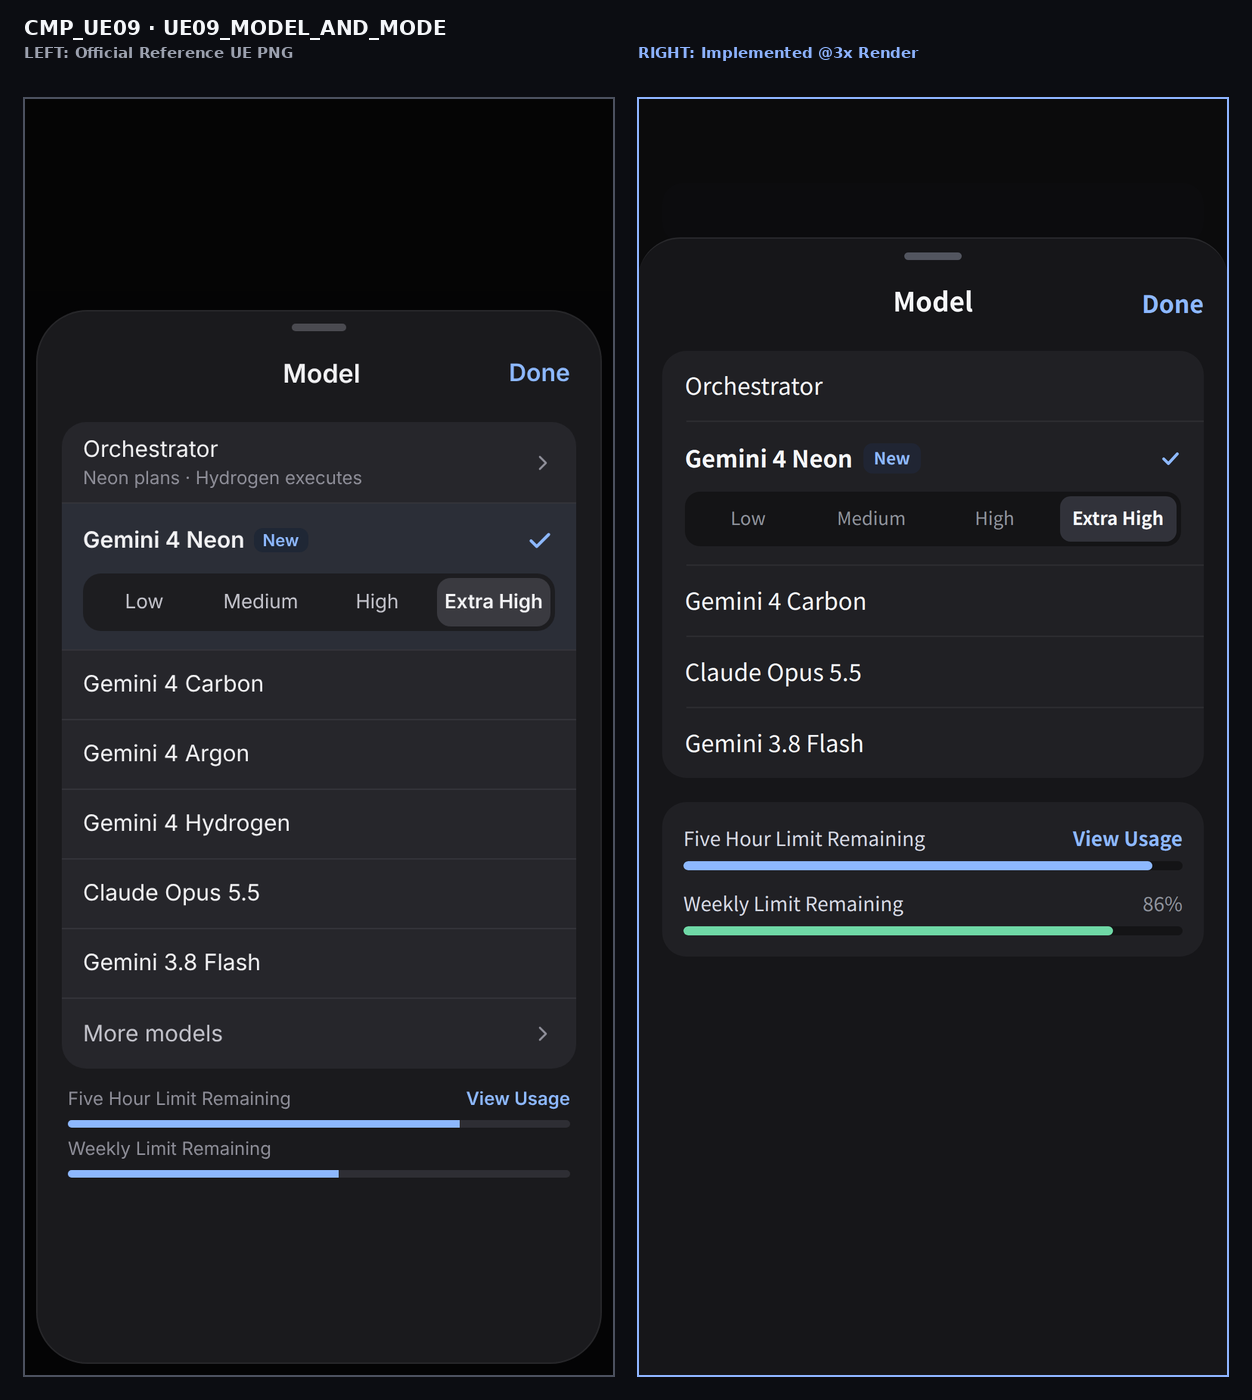 CMP_UE09 · UE09_MODEL_AND_MODE
LEFT: Official Reference UE PNG
RIGHT: Implemented @3x Render
Model
Done
Orchestrator
Neon plans · Hydrogen executes
Gemini 4 Neon New
Low Medium High Extra High
Gemini 4 Carbon
Gemini 4 Argon
Gemini 4 Hydrogen
Claude Opus 5.5
Gemini 3.8 Flash
More models
Five Hour Limit Remaining View Usage
Weekly Limit Remaining
Model
Done
Orchestrator
Gemini 4 Neon New
Low Medium High Extra High
Gemini 4 Carbon
Claude Opus 5.5
Gemini 3.8 Flash
Five Hour Limit Remaining View Usage
Weekly Limit Remaining 86%